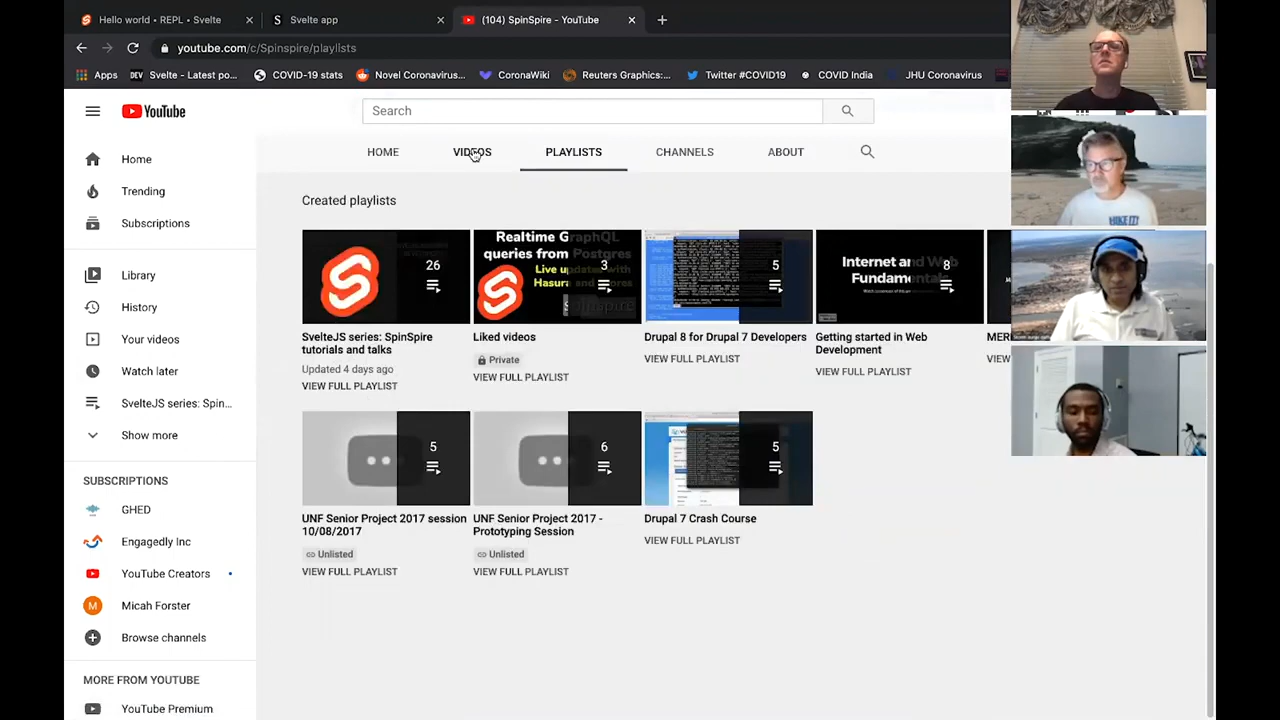 Hello world • REPL • Svelte
Svelte app
(104) SpinSpire - YouTube
youtube.com/c/Spinspire/playlists
Apps
DEV
Svelte - Latest po...
COVID-19 stats
Novel Coronavirus...
CoronaWiki
Reuters Graphics:...
Twitter #COVID19
COVID India
JHU Coronavirus
YouTube
Search
HOME
VIDEOS
PLAYLISTS
CHANNELS
ABOUT
Home
Trending
Subscriptions
Library
History
Your videos
Watch later
SvelteJS series: Spin...
Show more
SUBSCRIPTIONS
GHED
Engagedly Inc
YouTube Creators
M
Micah Forster
Browse channels
MORE FROM YOUTUBE
YouTube Premium
Created playlists
26
SvelteJS series: SpinSpire
tutorials and talks
Updated 4 days ago
VIEW FULL PLAYLIST
Realtime GraphQL
queries from Postgres
3
Liked videos
Private
VIEW FULL PLAYLIST
5
Drupal 8 for Drupal 7 Developers
VIEW FULL PLAYLIST
Internet and Web
8
Getting started in Web
Development
VIEW FULL PLAYLIST
MER
VIEW
5
UNF Senior Project 2017 session
10/08/2017
Unlisted
VIEW FULL PLAYLIST
6
UNF Senior Project 2017 -
Prototyping Session
Unlisted
VIEW FULL PLAYLIST
5
Drupal 7 Crash Course
VIEW FULL PLAYLIST
HIKE IT!